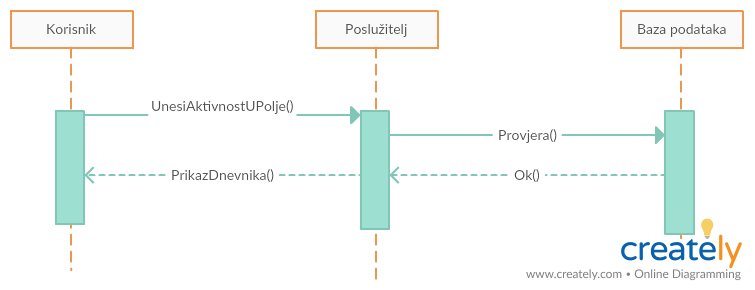 Korisnik
Poslužitelj
Baza podataka
UnesiAktivnostUPolje()
Provjera()
PrikazDnevnika()
Ok()
creately
www.creately.com • Online Diagramming